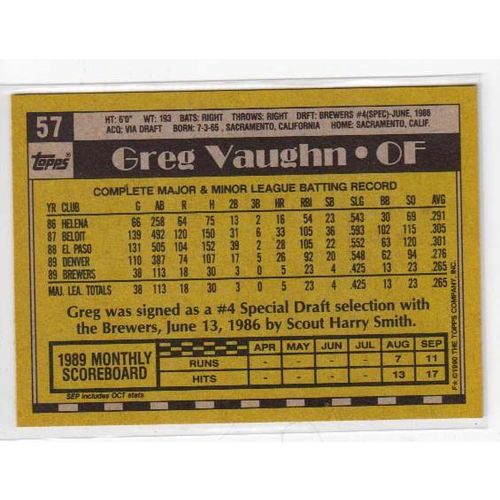 57
HT: 6'0" WT: 193 BATS: RIGHT THROWS: RIGHT DRFT: BREWERS #4(SPEC)-JUNE, 1986
ACQ: VIA DRAFT BORN: 7-3-65, SACRAMENTO, CALIFORNIA HOME: SACRAMENTO, CALIF.
topps
Greg Vaughn • OF
COMPLETE MAJOR & MINOR LEAGUE BATTING RECORD
YR CLUB G AB R H 2B 3B HR RBI SB SLG BB SO AVG
86 HELENA 66 258 64 75 13 2 16 54 23 .543 30 69 .291
87 BELOIT 139 492 120 150 31 6 33 105 36 .592 102 115 .305
88 EL PASO 131 505 104 152 39 2 28 105 22 .552 63 120 .301
89 DENVER 110 387 74 107 17 5 26 92 20 .548 62 94 .276
89 BREWERS 38 113 18 30 3 0 5 23 4 .425 13 23 .265
MAJ. LEA. TOTALS 38 113 18 30 3 0 5 23 4 .425 13 23 .265
Greg was signed as a #4 Special Draft selection with
the Brewers, June 13, 1986 by Scout Harry Smith.
1989 MONTHLY
SCOREBOARD
APR MAY JUN JUL AUG SEP
RUNS - - - - 7 11
HITS - - - - 13 17
SEP includes OCT stats
F* © 1990 THE TOPPS COMPANY, INC.